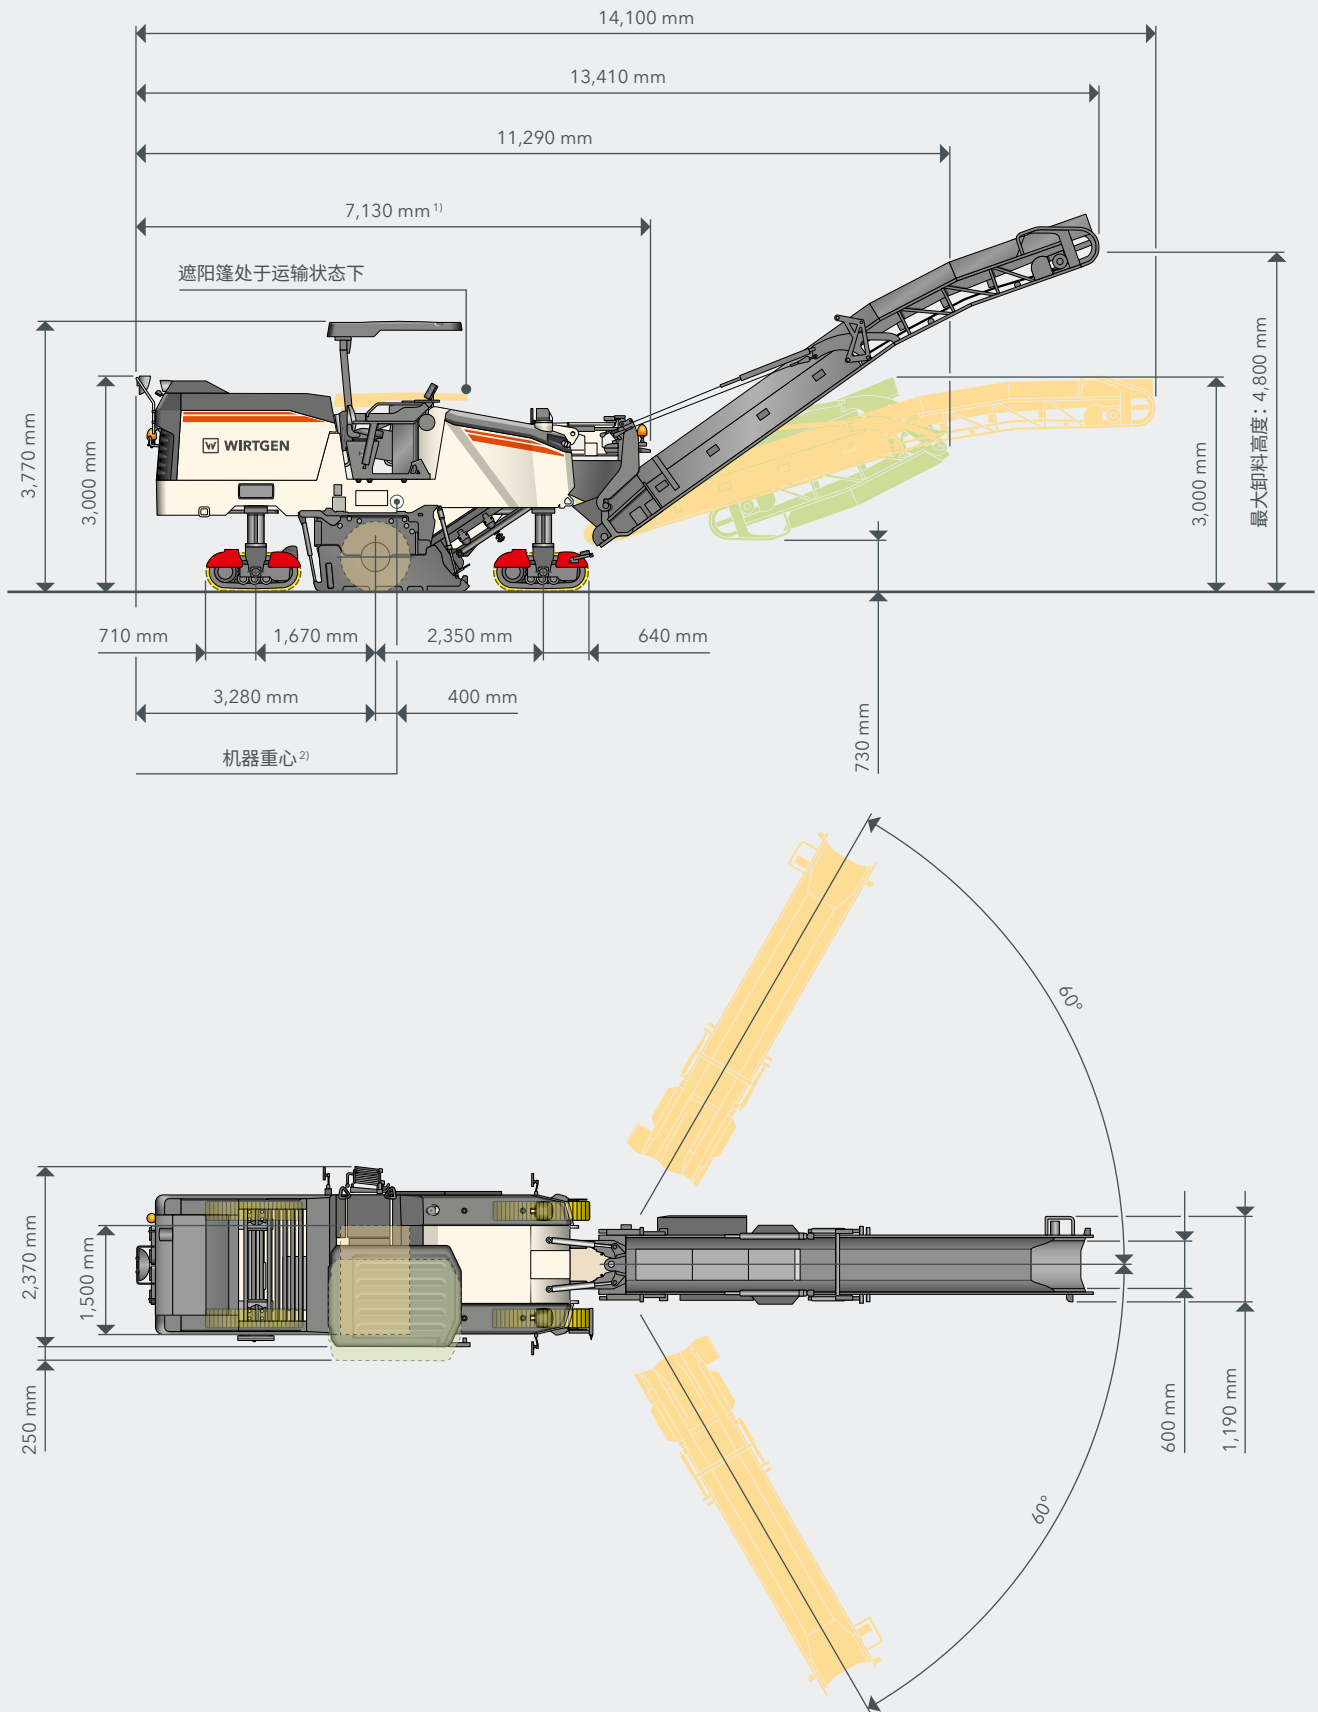 14,100 mm
13,410 mm
11,290 mm
7,130 mm 1)
遮阳篷处于运输状态下
3,770 mm
3,000 mm
W WIRTGEN
3,000 mm
最大卸料高度：4,800 mm
710 mm
1,670 mm
2,350 mm
640 mm
3,280 mm
400 mm
机器重心 2)
730 mm
60°
2,370 mm
1,500 mm
250 mm
600 mm
1,190 mm
60°